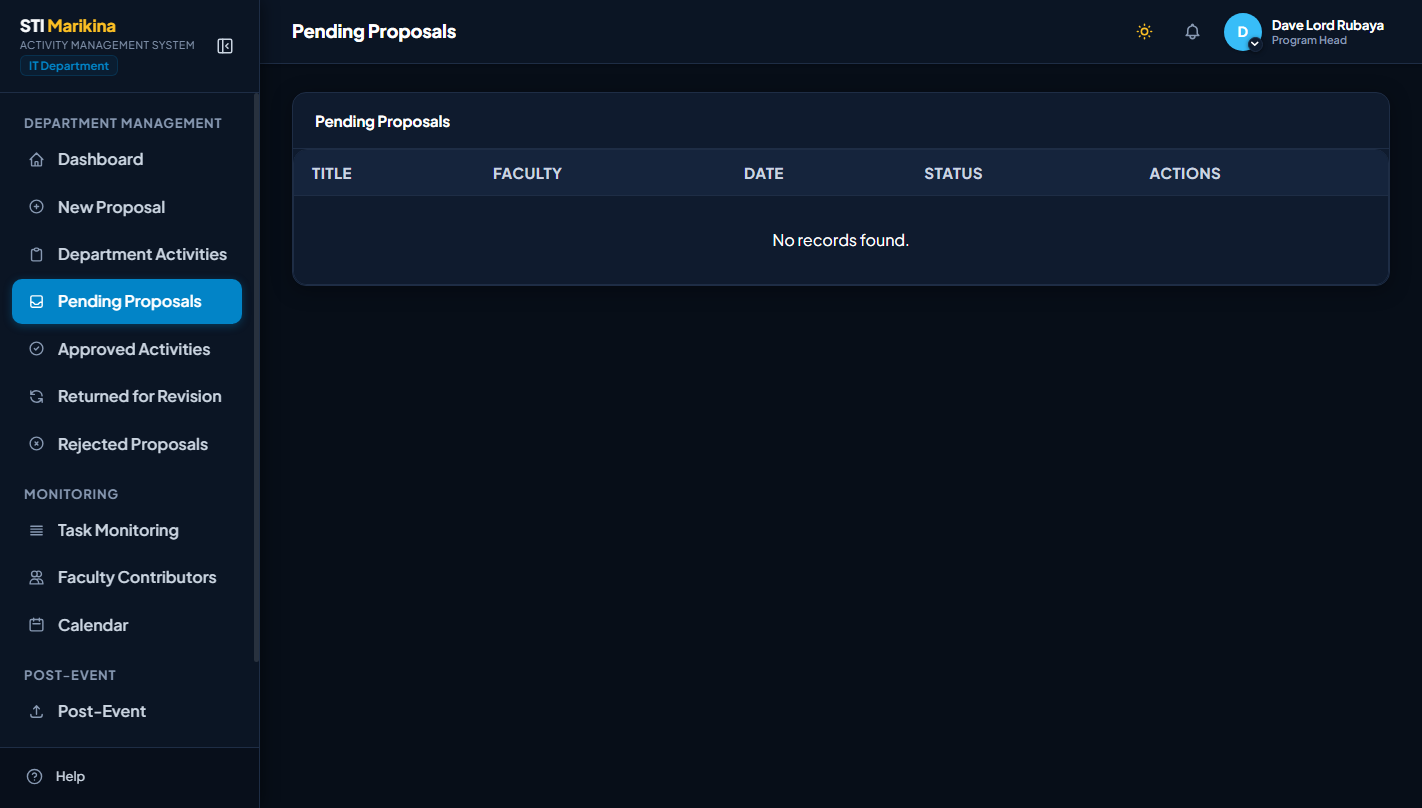 STI Marikina
ACTIVITY MANAGEMENT SYSTEM
IT Department
DEPARTMENT MANAGEMENT
Dashboard
New Proposal
Department Activities
Pending Proposals
Approved Activities
Returned for Revision
Rejected Proposals
MONITORING
Task Monitoring
Faculty Contributors
Calendar
POST-EVENT
Post-Event
Help
Pending Proposals
D
Dave Lord Rubaya
Program Head
Pending Proposals
TITLE FACULTY DATE STATUS ACTIONS
No records found.